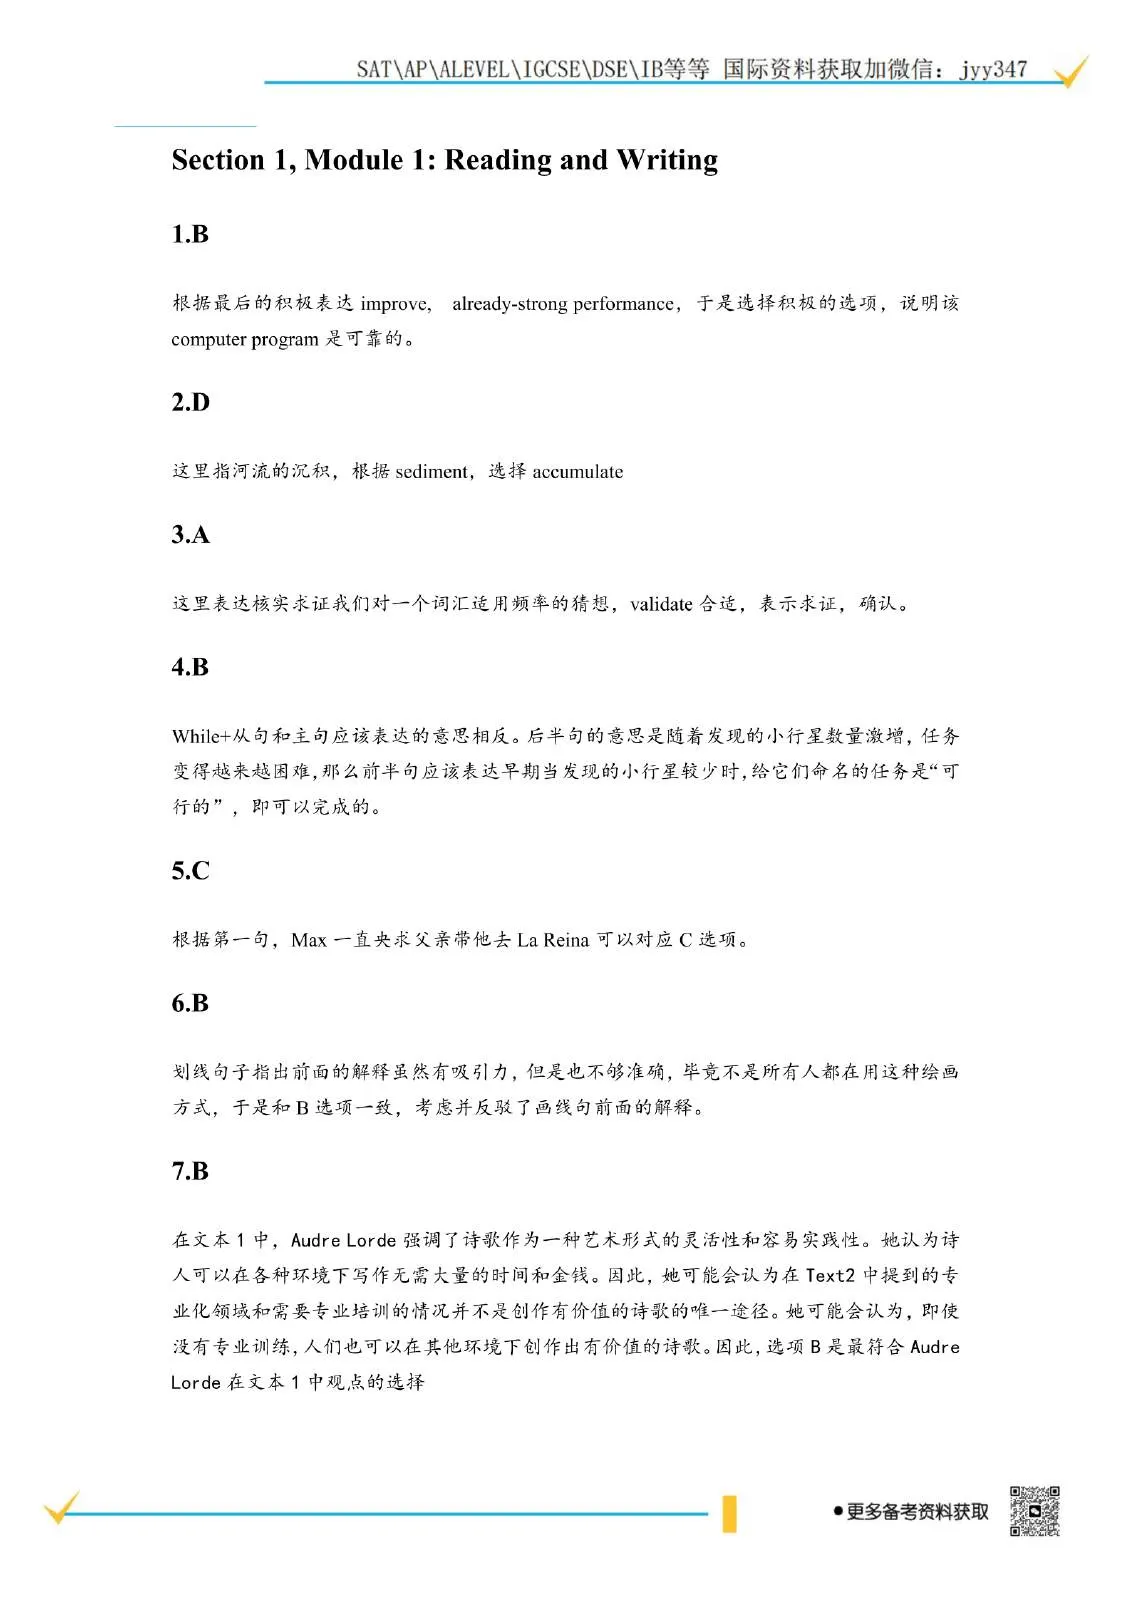 SAT\AP\ALEVEL\IGCSE\DSE\IB等等 国际资料获取加微信：jyy347
Section 1, Module 1: Reading and Writing
1.B
根据最后的积极表达 improve, already-strong performance，于是选择积极的选项，说明该
computer program 是可靠的。
2.D
这里指河流的沉积，根据 sediment，选择 accumulate
3.A
这里表达核实求证我们对一个词汇适用频率的猜想，validate 合适，表示求证，确认。
4.B
While+从句和主句应该表达的意思相反。后半句的意思是随着发现的小行星数量激增，任务
变得越来越困难，那么前半句应该表达早期当发现的小行星较少时，给它们命名的任务是“可
行的”，即可以完成的。
5.C
根据第一句，Max 一直央求父亲带他去 La Reina 可以对应 C 选项。
6.B
划线句子指出前面的解释虽然有吸引力，但是也不够准确，毕竟不是所有人都在用这种绘画
方式，于是和 B 选项一致，考虑并反驳了画线句前面的解释。
7.B
在文本 1 中，Audre Lorde 强调了诗歌作为一种艺术形式的灵活性和容易实践性。她认为诗
人可以在各种环境下写作无需大量的时间和金钱。因此，她可能会认为在 Text2 中提到的专
业化领域和需要专业培训的情况并不是创作有价值的诗歌的唯一途径。她可能会认为，即使
没有专业训练，人们也可以在其他环境下创作出有价值的诗歌。因此，选项 B 是最符合 Audre
Lorde 在文本 1 中观点的选择
●更多备考资料获取